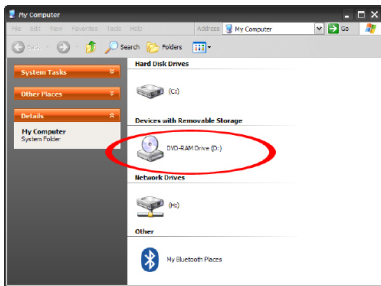 My Computer
File Edit View Favorites Tools Help Address My Computer Go
Back Search Folders
System Tasks
Other Places
Details
My Computer
System Folder
Hard Disk Drives
(C:)
Devices with Removable Storage
DVD-RAM Drive (D:)
Network Drives
(H:)
Other
My Bluetooth Places